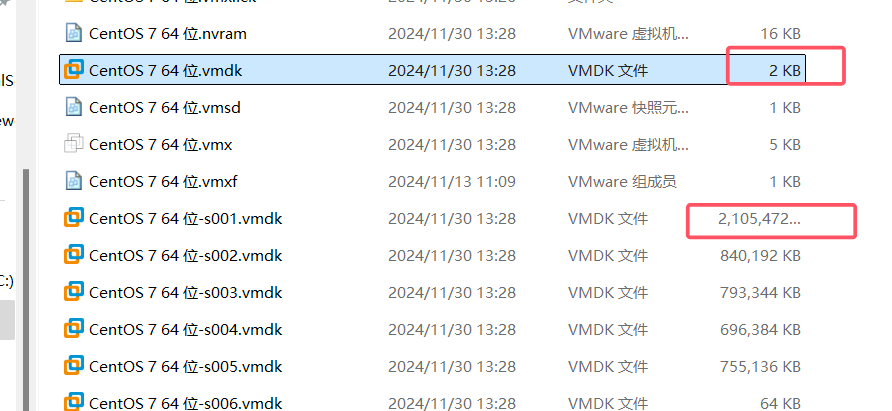 CentOS 7 64 位.nvram 2024/11/30 13:28 VMware 虚拟机... 16 KB
CentOS 7 64 位.vmdk 2024/11/30 13:28 VMDK 文件 2 KB
CentOS 7 64 位.vmsd 2024/11/30 13:28 VMware 快照元... 1 KB
CentOS 7 64 位.vmx 2024/11/30 13:28 VMware 虚拟机... 5 KB
CentOS 7 64 位.vmxf 2024/11/13 11:09 VMware 组成员 1 KB
CentOS 7 64 位-s001.vmdk 2024/11/30 13:28 VMDK 文件 2,105,472...
CentOS 7 64 位-s002.vmdk 2024/11/30 13:28 VMDK 文件 840,192 KB
C:)
CentOS 7 64 位-s003.vmdk 2024/11/30 13:28 VMDK 文件 793,344 KB
CentOS 7 64 位-s004.vmdk 2024/11/30 13:28 VMDK 文件 696,384 KB
CentOS 7 64 位-s005.vmdk 2024/11/30 13:28 VMDK 文件 755,136 KB
CentOS 7 64 位-s006.vmdk 2024/11/30 13:28 VMDK 文件 64 KB